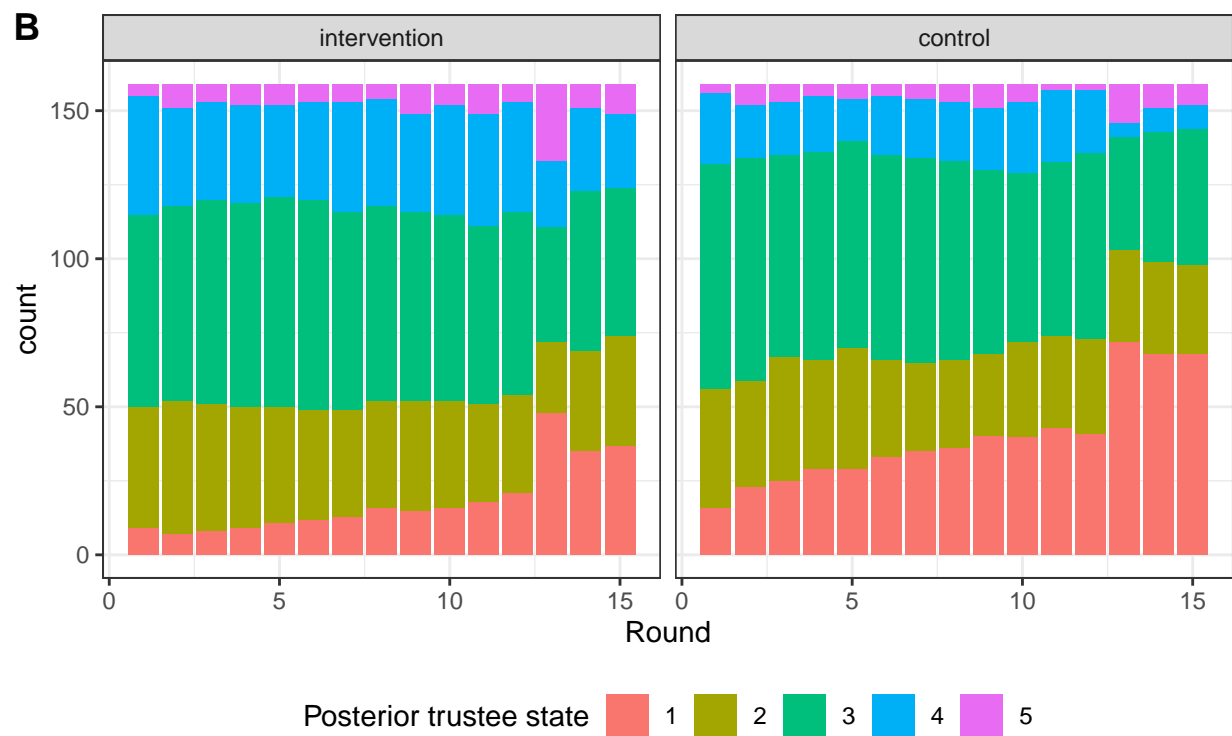 B
intervention control
150
100
50
0
count
0 5 10 15 0 5 10 15
Round
Posterior trustee state 1 2 3 4 5